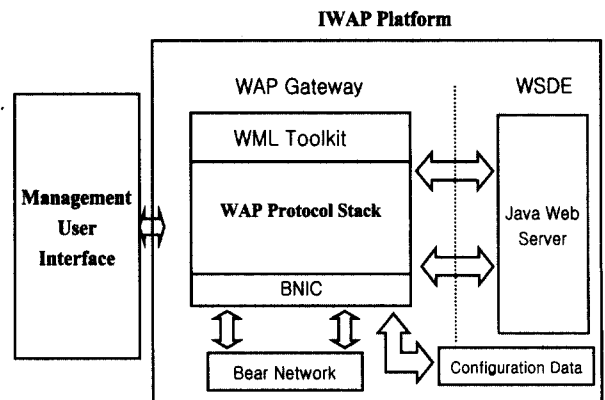 IWAP Platform
WAP Gateway
WSDE
WML Toolkit
Management
User
Interface
WAP Protocol Stack
Java Web
Server
BNIC
Bear Network
Configuration Data